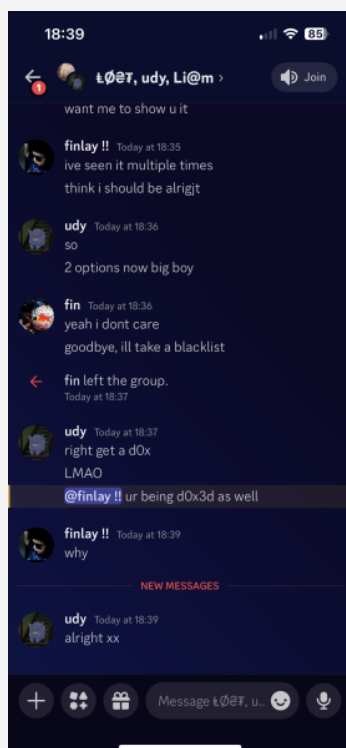 18:39
85
1
ⱠØ∂₮, udy, Li@m ›
Join
want me to show u it
finlay !! Today at 18:35
ive seen it multiple times
think i should be alrigjt
udy Today at 18:36
so
2 options now big boy
fin Today at 18:36
yeah i dont care
goodbye, ill take a blacklist
fin left the group.
Today at 18:37
udy Today at 18:37
right get a d0x
LMAO
@finlay !! ur being d0x3d as well
finlay !! Today at 18:39
why
NEW MESSAGES
udy Today at 18:39
alright xx
Message ⱠØ∂₮, u..